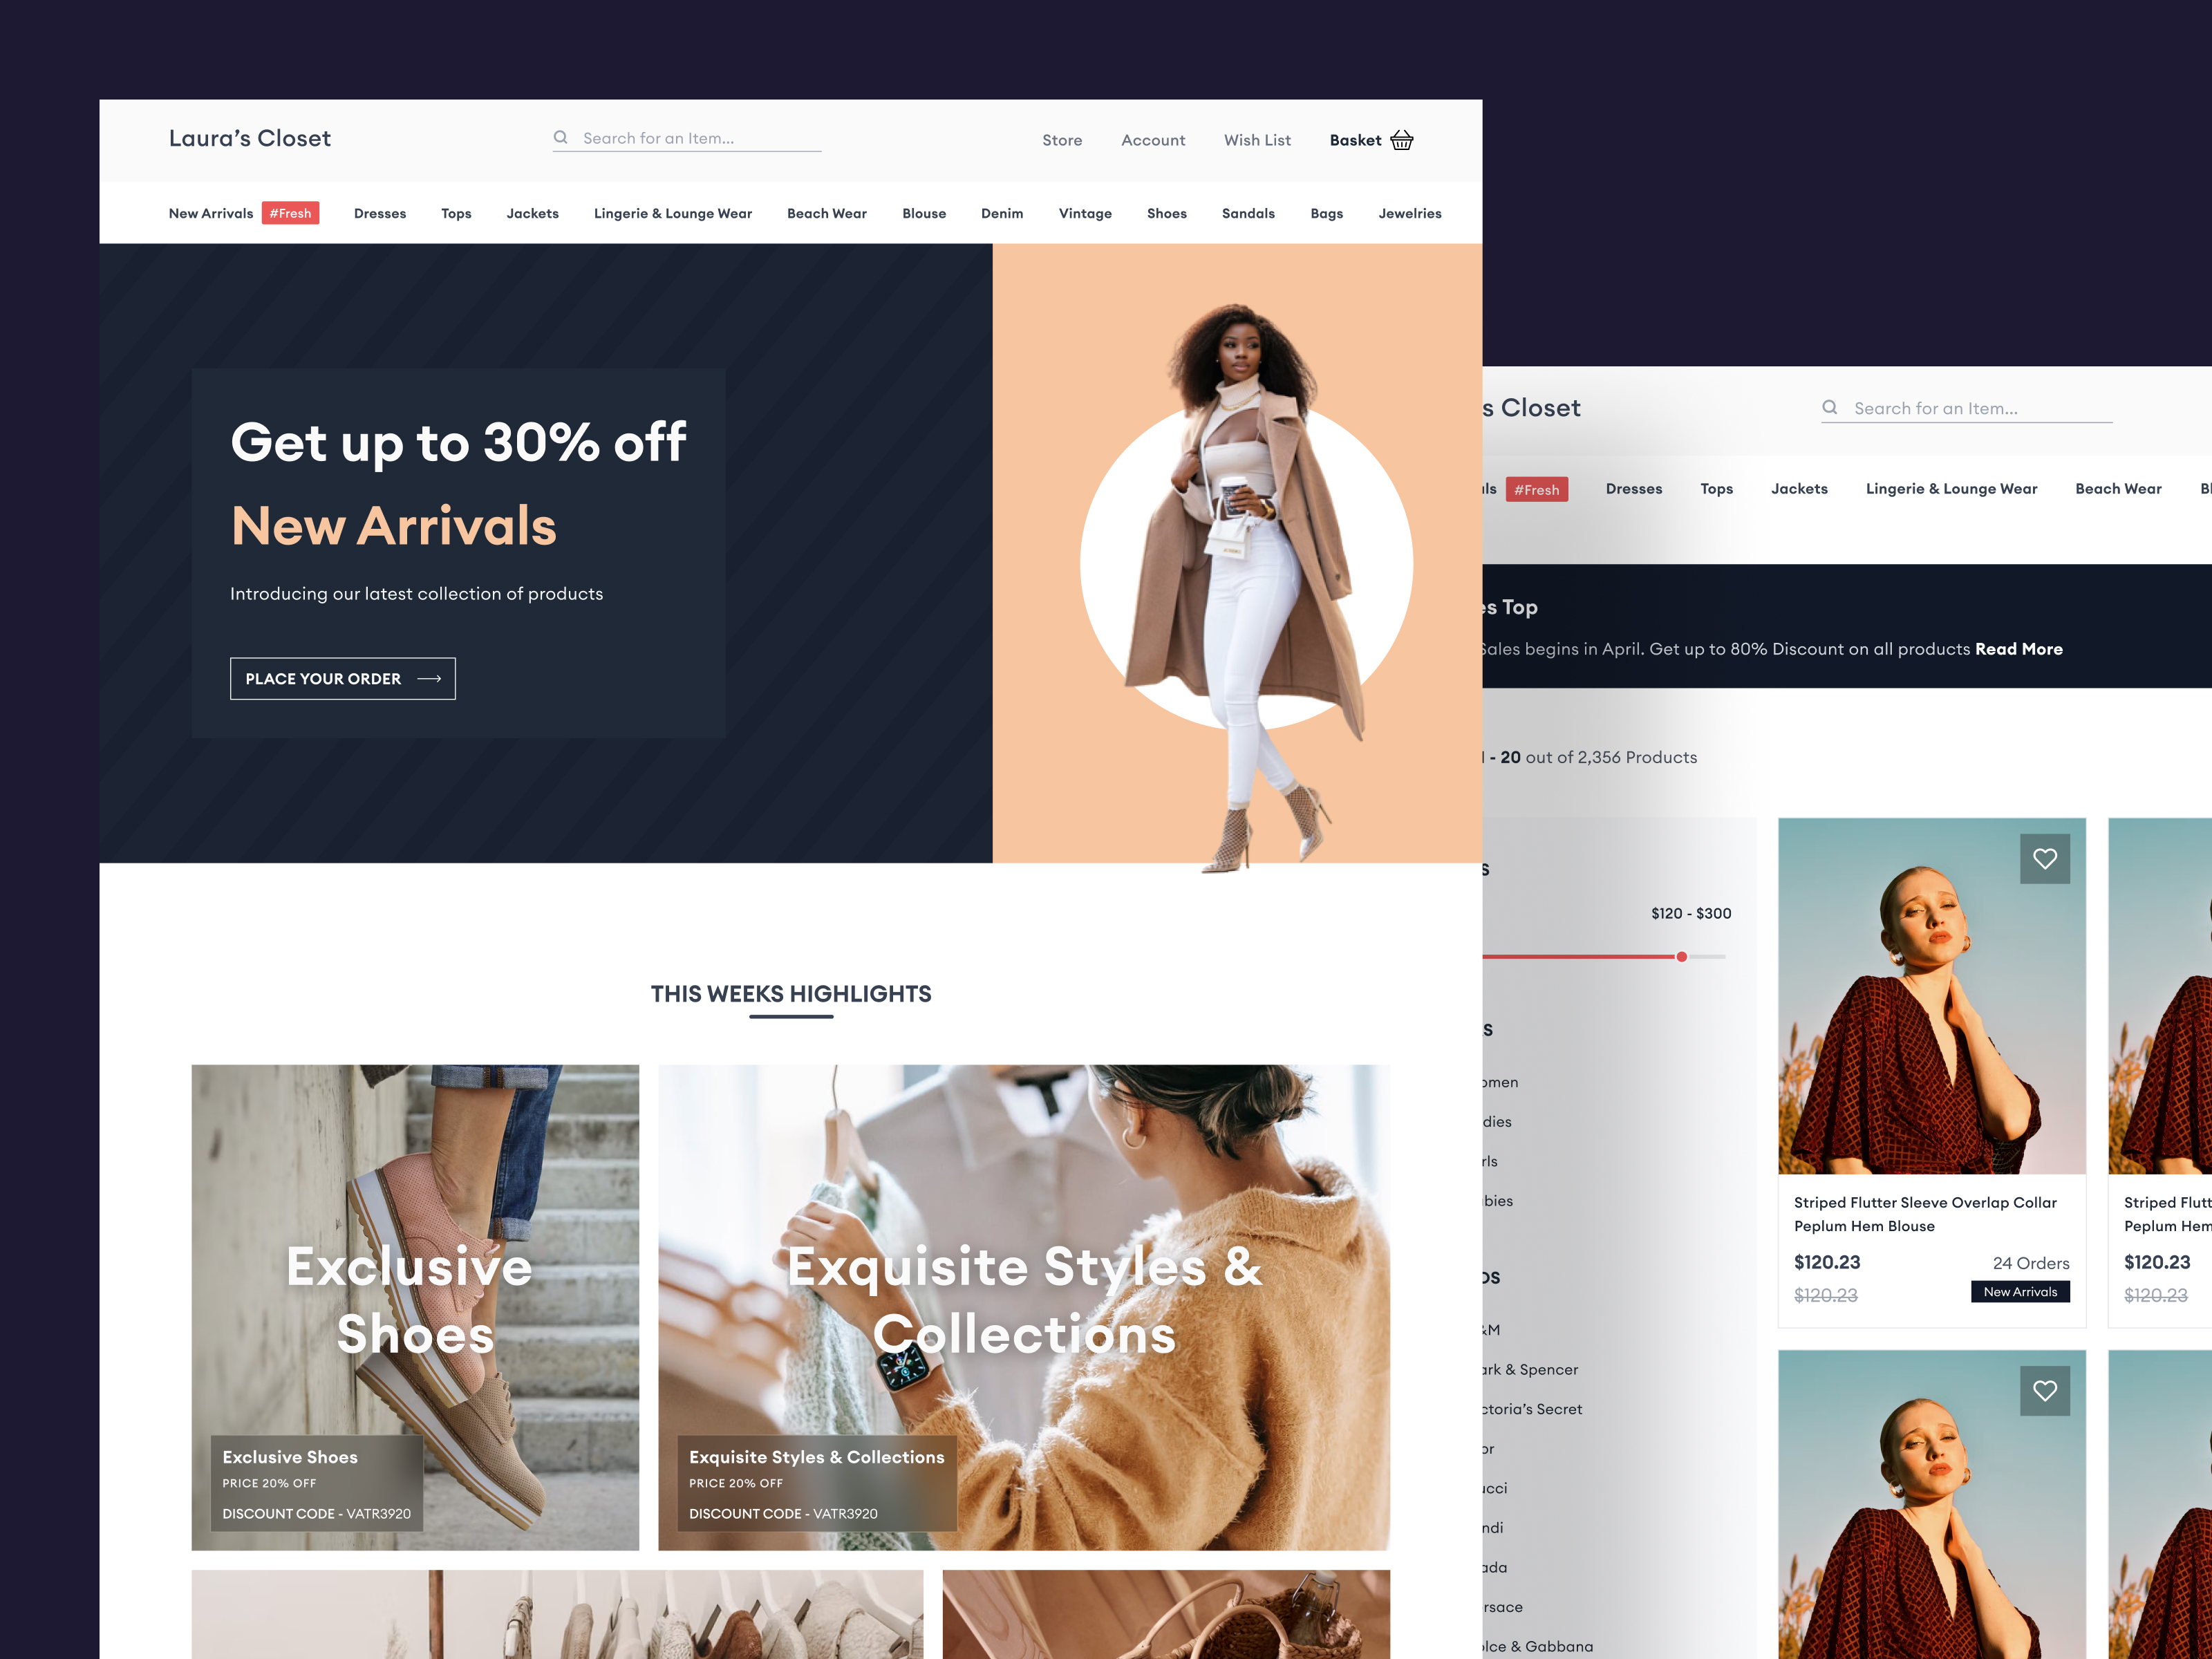 Laura’s Closet
Search for an Item...
Store Account Wish List Basket
New Arrivals #Fresh Dresses Tops Jackets Lingerie & Lounge Wear Beach Wear Blouse Denim Vintage Shoes Sandals Bags Jewelries
Get up to 30% off
New Arrivals
Introducing our latest collection of products
PLACE YOUR ORDER
THIS WEEKS HIGHLIGHTS
Exclusive
Shoes
Exclusive Shoes
PRICE 20% OFF
DISCOUNT CODE - VATR3920
Exquisite Styles &
Collections
Exquisite Styles & Collections
PRICE 20% OFF
DISCOUNT CODE - VATR3920
s Closet
Search for an Item...
ls #Fresh Dresses Tops Jackets Lingerie & Lounge Wear Beach Wear Bl
es Top
Sales begins in April. Get up to 80% Discount on all products Read More
- 20 out of 2,356 Products
S
$120 - $300
S
omen
dies
rls
bies
DS
&M
ark & Spencer
ctoria’s Secret
or
ucci
ndi
ada
rsace
olce & Gabbana
Striped Flutter Sleeve Overlap Collar
Peplum Hem Blouse
$120.23 24 Orders
$120.23 New Arrivals
Striped Flutt
Peplum Hem
$120.23
$120.23